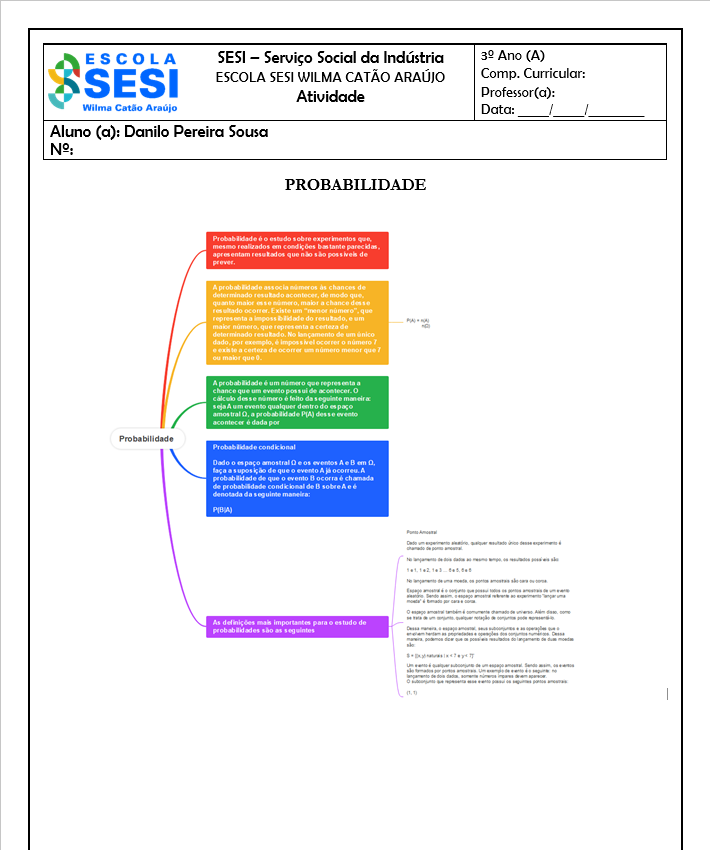 ESCOLA
SESI
Wilma Catão Araújo
SESI – Serviço Social da Indústria
ESCOLA SESI WILMA CATÃO ARAÚJO
Atividade
3º Ano (A)
Comp. Curricular:
Professor(a):
Data: ____/____/_______
Aluno (a): Danilo Pereira Sousa
Nº:
PROBABILIDADE
Probabilidade
Probabilidade é o estudo sobre experimentos que,
mesmo realizados em condições bastante parecidas,
apresentam resultados que não são possíveis de
prever.
A probabilidade associa números às chances de
determinado resultado acontecer, de modo que,
quanto maior esse número, maior a chance desse
resultado ocorrer. Existe um "menor número", que
representa a impossibilidade do resultado, e um
maior número, que representa a certeza de
determinado resultado. No lançamento de um único
dado, por exemplo, é impossível ocorrer o número 7
e existe a certeza de ocorrer um número menor que 7
ou maior que 0.
P(A) = n(A)
n(Ω)
A probabilidade é um número que representa a
chance que um evento possui de acontecer. O
cálculo desse número é feito da seguinte maneira:
seja A um evento qualquer dentro do espaço
amostral Ω, a probabilidade P(A) desse evento
acontecer é dada por
Probabilidade condicional
Dado o espaço amostral Ω e os eventos A e B em Ω,
faça a suposição de que o evento A já ocorreu. A
probabilidade de que o evento B ocorra é chamada
de probabilidade condicional de B sobre A e é
denotada da seguinte maneira:
P(B|A)
As definições mais importantes para o estudo de
probabilidades são as seguintes
Ponto Amostral
Dado um experimento aleatório, qualquer resultado único desse experimento é
chamado de ponto amostral.
No lançamento de dois dados ao mesmo tempo, os resultados possíveis são:
1 e 1, 1 e 2, 1 e 3 … 6 e 5, 6 e 6
No lançamento de uma moeda, os pontos amostrais são cara ou coroa.
Espaço amostral é o conjunto que possui todos os pontos amostrais de um evento
aleatório. Sendo assim, o espaço amostral referente ao experimento "lançar uma
moeda" é formado por cara e coroa.
O espaço amostral também é comumente chamado de universo. Além disso, como
se trata de um conjunto, qualquer notação de conjuntos pode representá-lo.
Dessa maneira, o espaço amostral, seus subconjuntos e as operações que o
envolvem herdam as propriedades e operações dos conjuntos numéricos. Dessa
maneira, podemos dizer que os possíveis resultados do lançamento de duas moedas
são:
S = {(x,y) naturais | x < 7 e y < 7}
Um evento é qualquer subconjunto de um espaço amostral. Sendo assim, os eventos
são formados por pontos amostrais. Um exemplo de evento é o seguinte: no
lançamento de dois dados, somente números ímpares devem aparecer.
O subconjunto que representa esse evento possui os seguintes pontos amostrais:
(1, 1)